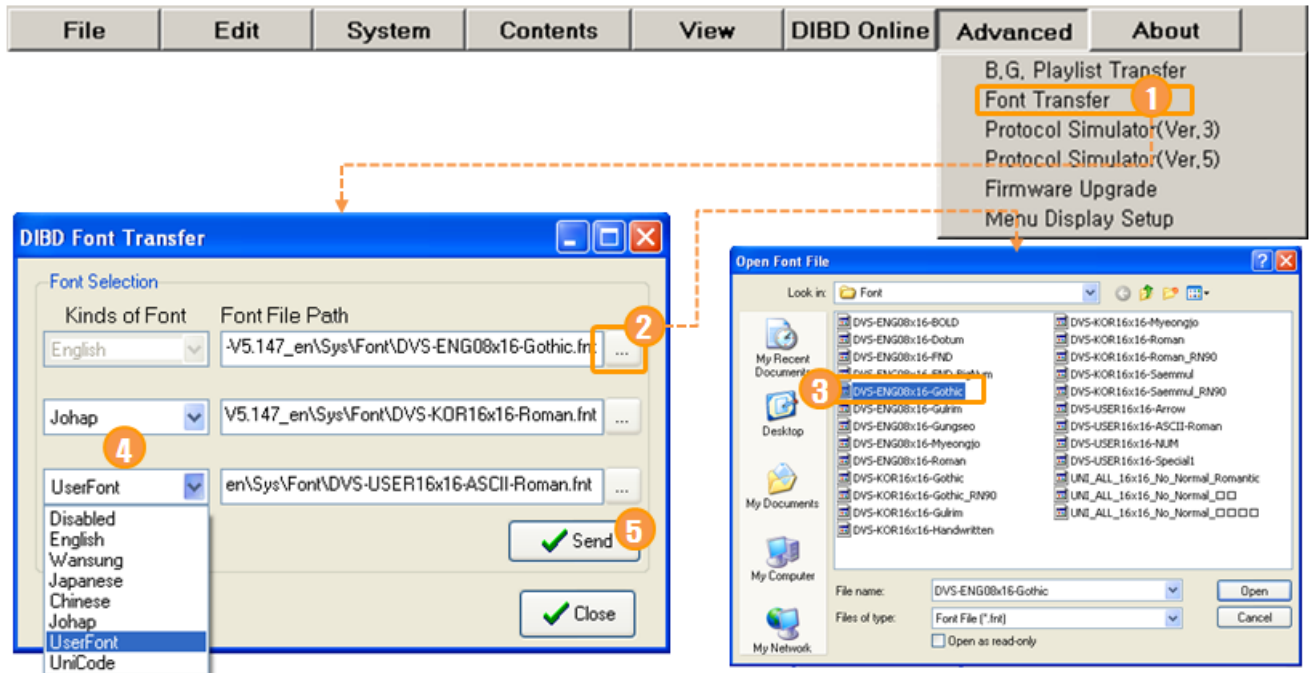 File Edit System Contents View DIBD Online Advanced About
B.G. Playlist Transfer
Font Transfer
1
Protocol Simulator(Ver.3)
Protocol Simulator(Ver.5)
Firmware Upgrade
Menu Display Setup
DIBD Font Transfer
Font Selection
Kinds of Font Font File Path
2
English -V5.147_en\Sys\Font\DVS-ENG08x16-Gothic.fnt ...
Johap V5.147_en\Sys\Font\DVS-KOR16x16-Roman.fnt ...
4
UserFont en\Sys\Font\DVS-USER16x16-ASCII-Roman.fnt ...
Disabled
English
Wansung
Japanese
Chinese
Johap
UserFont
UniCode
Send
5
Close
Open Font File
Look in: Font
My Recent
Documents
Desktop
My Documents
My Computer
My Network
DVS-ENG08x16-BOLD
DVS-ENG08x16-Dotum
DVS-ENG08x16-FND
DVS-ENG08x16-FND-BigNum
3
DVS-ENG08x16-Gothic
DVS-ENG08x16-Gulrim
DVS-ENG08x16-Gungseo
DVS-ENG08x16-Myeongjo
DVS-ENG08x16-Roman
DVS-KOR16x16-Gothic
DVS-KOR16x16-Gothic_RN90
DVS-KOR16x16-Gulrim
DVS-KOR16x16-Handwritten
DVS-KOR16x16-Myeongjo
DVS-KOR16x16-Roman
DVS-KOR16x16-Roman_RN90
DVS-KOR16x16-Saemmul
DVS-KOR16x16-Saemmul_RN90
DVS-USER16x16-Arrow
DVS-USER16x16-ASCII-Roman
DVS-USER16x16-NUM
DVS-USER16x16-Special1
UNI_ALL_16x16_No_Normal_Romantic
UNI_ALL_16x16_No_Normal_□□
UNI_ALL_16x16_No_Normal_□□□□
File name: DVS-ENG08x16-Gothic Open
Files of type: Font File (*.fnt) Cancel
Open as read-only